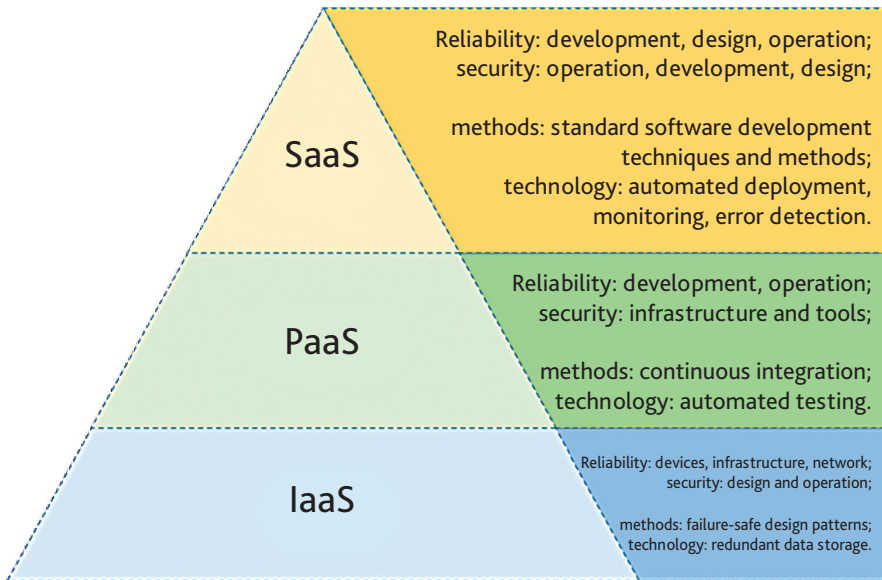 SaaS
Reliability: development, design, operation;
security: operation, development, design;
methods: standard software development
techniques and methods;
technology: automated deployment,
monitoring, error detection.
PaaS
Reliability: development, operation;
security: infrastructure and tools;
methods: continuous integration;
technology: automated testing.
IaaS
Reliability: devices, infrastructure, network;
security: design and operation;
methods: failure-safe design patterns;
technology: redundant data storage.